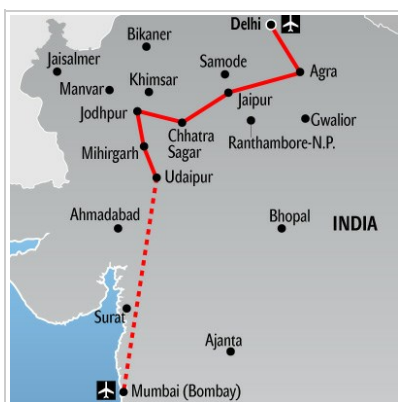 Delhi
Bikaner
Jaisalmer
Samode
Agra
Manvar
Khimsar
Jaipur
Jodhpur
Chhatra
Sagar
Gwalior
Ranthambore-N.P.
Mihirgarh
Udaipur
Ahmadabad
Bhopal
INDIA
Surat
Ajanta
Mumbai (Bombay)